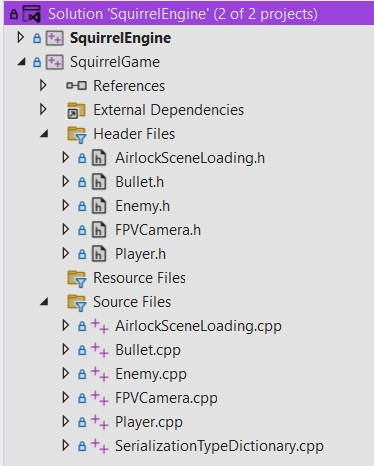 Solution 'SquirrelEngine' (2 of 2 projects)
SquirrelEngine
SquirrelGame
References
External Dependencies
Header Files
AirlockSceneLoading.h
Bullet.h
Enemy.h
FPVCamera.h
Player.h
Resource Files
Source Files
AirlockSceneLoading.cpp
Bullet.cpp
Enemy.cpp
FPVCamera.cpp
Player.cpp
SerializationTypeDictionary.cpp